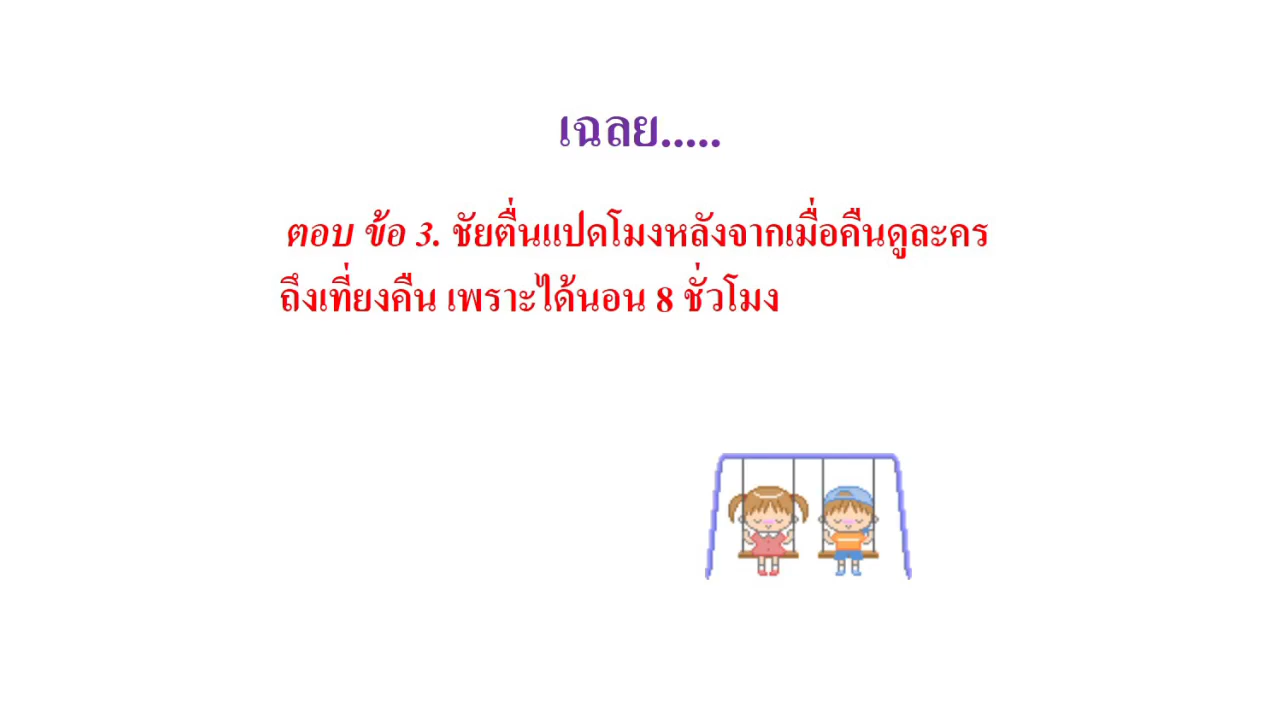 เฉลย.....
ตอบ ข้อ 3. ชัยตื่นแปดโมงหลังจากเมื่อคืนดูละคร
ถึงเที่ยงคืน เพราะได้นอน 8 ชั่วโมง